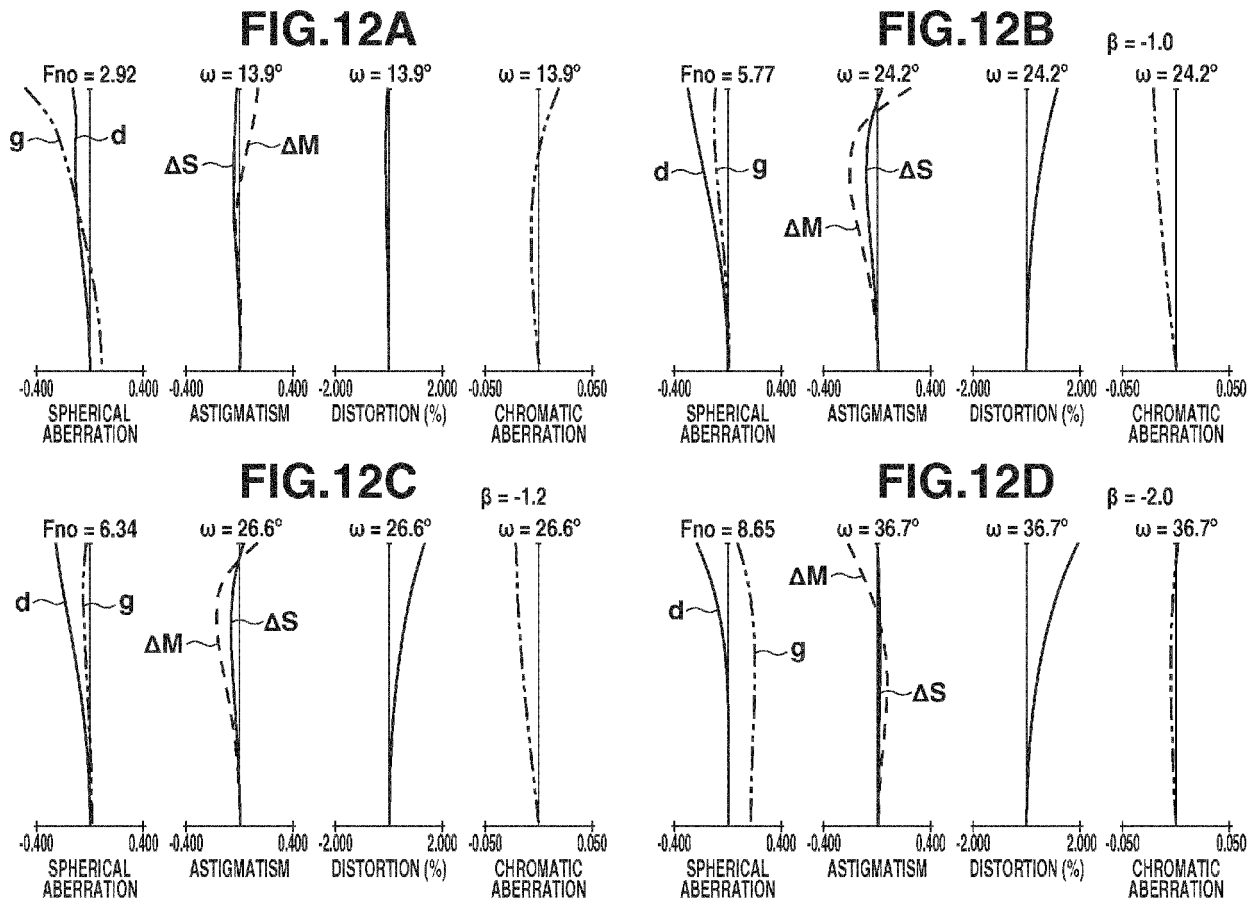 FIG.12A
Fno = 2.92
ω = 13.9°
ω = 13.9°
ω = 13.9°
g
d
ΔS
ΔM
-0.400 0.400
-0.400 0.400
-2.000 2.000
-0.050 0.050
SPHERICAL
ABERRATION
ASTIGMATISM
DISTORTION (%)
CHROMATIC
ABERRATION
FIG.12B
β = -1.0
Fno = 5.77
ω = 24.2°
ω = 24.2°
ω = 24.2°
d
g
ΔS
ΔM
-0.400 0.400
-0.400 0.400
-2.000 2.000
-0.050 0.050
SPHERICAL
ABERRATION
ASTIGMATISM
DISTORTION (%)
CHROMATIC
ABERRATION
FIG.12C
β = -1.2
Fno = 6.34
ω = 26.6°
ω = 26.6°
ω = 26.6°
d
g
ΔM
ΔS
-0.400 0.400
-0.400 0.400
-2.000 2.000
-0.050 0.050
SPHERICAL
ABERRATION
ASTIGMATISM
DISTORTION (%)
CHROMATIC
ABERRATION
FIG.12D
β = -2.0
Fno = 8.65
ω = 36.7°
ω = 36.7°
ω = 36.7°
d
g
ΔM
ΔS
-0.400 0.400
-0.400 0.400
-2.000 2.000
-0.050 0.050
SPHERICAL
ABERRATION
ASTIGMATISM
DISTORTION (%)
CHROMATIC
ABERRATION